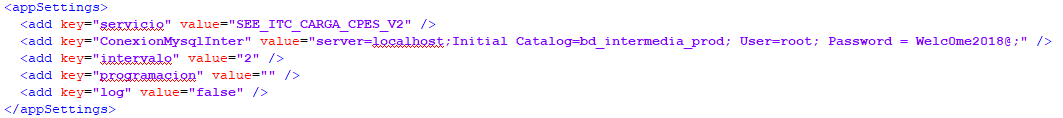 <appSettings>
<add key="servicio" value="SEE_ITC_CARGA_CPES_V2" />
<add key="ConexionMysqlInter" value="server=localhost;Initial Catalog=bd_intermedia_prod; User=root; Password = Welc0me2018@;" />
<add key="intervalo" value="2" />
<add key="programacion" value="" />
<add key="log" value="false" />
</appSettings>